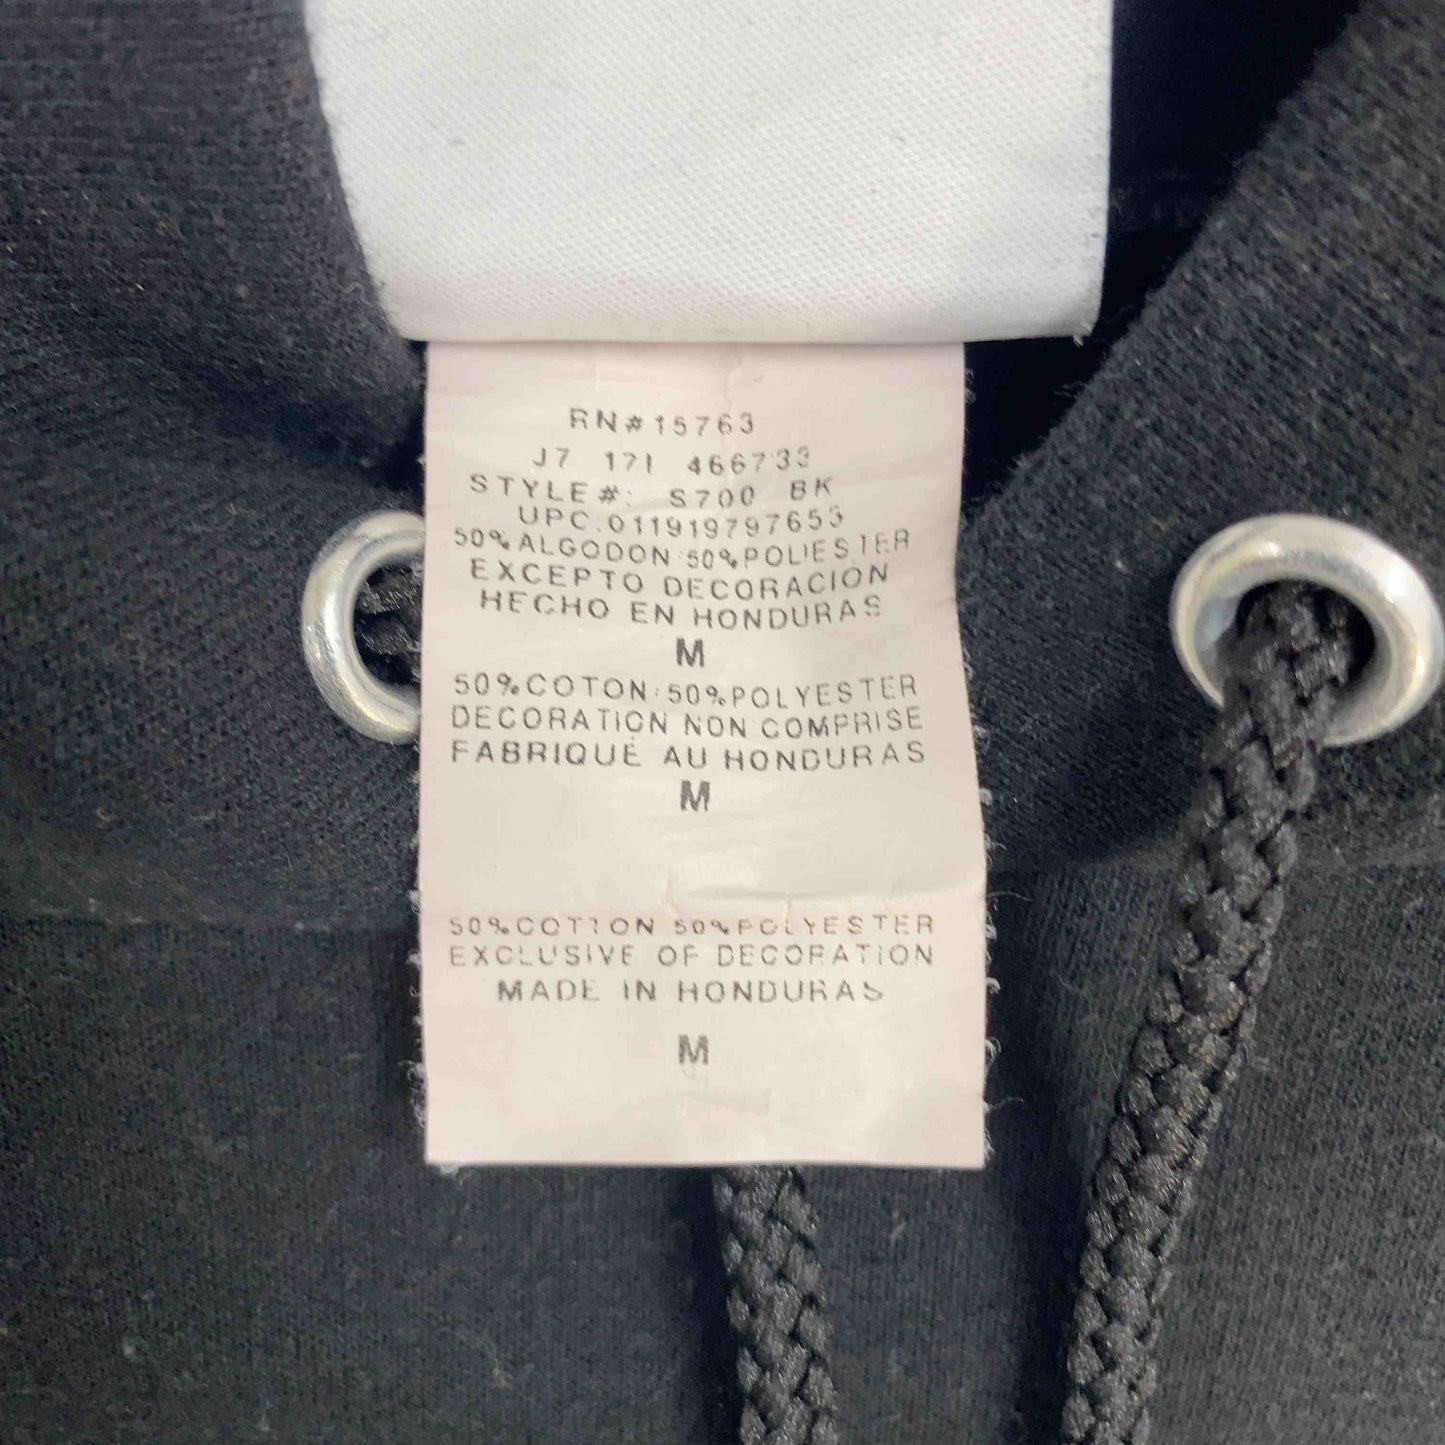 RN#15763
J7 171 466733
STYLE#: S700 BK
UPC:011919797653
50%ALGODON:50%POLIESTER
EXCEPTO DECORACION
HECHO EN HONDURAS
M
50%COTON:50%POLYESTER
DECORATION NON COMPRISE
FABRIQUÉ AU HONDURAS
M
50%COTTON 50%POLYESTER
EXCLUSIVE OF DECORATION
MADE IN HONDURAS
M